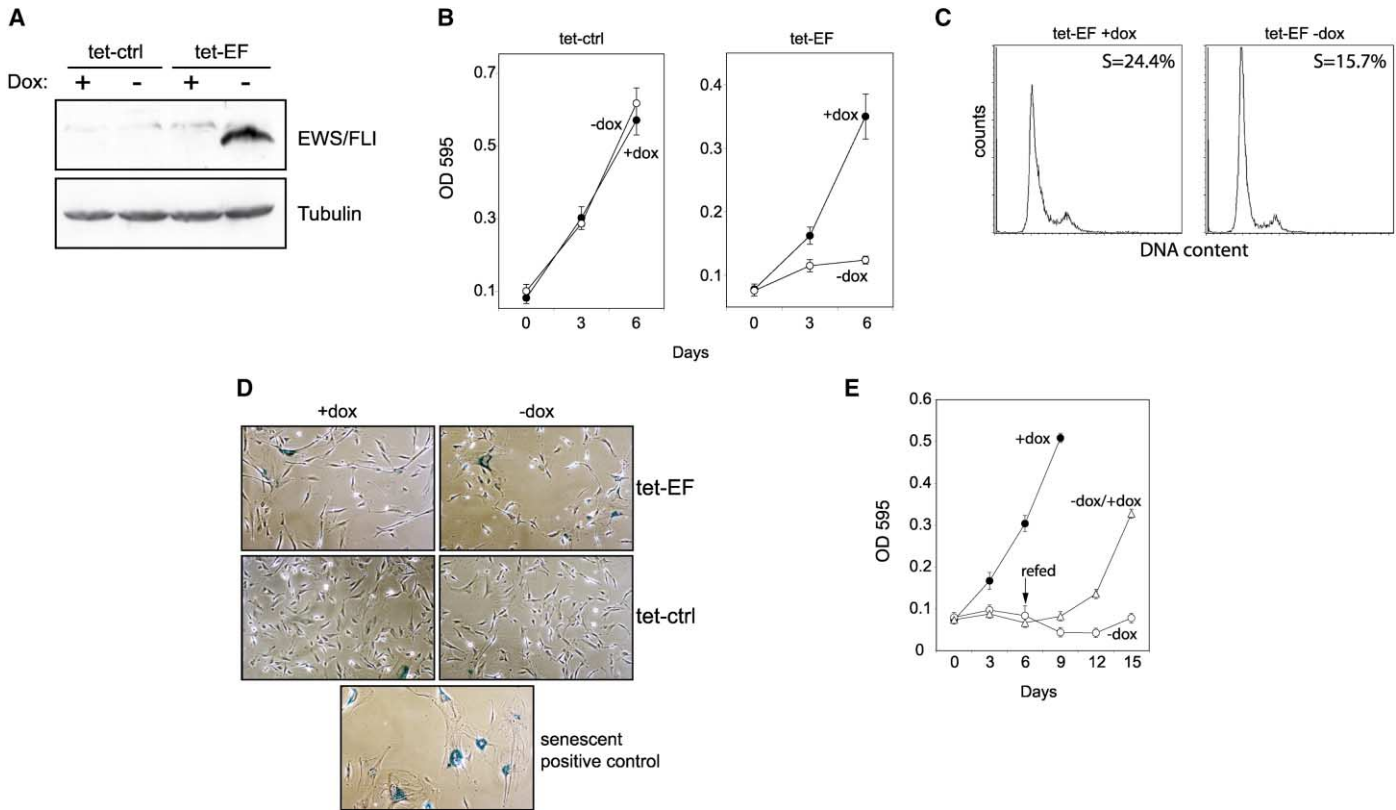 A
tet-ctrl tet-EF
Dox: + - + -
EWS/FLI
Tubulin
B
tet-ctrl
0.7
0.5
0.3
0.1
OD 595
-dox
+dox
0 3 6
tet-EF
0.4
0.3
0.2
0.1
+dox
-dox
0 3 6
Days
C
tet-EF +dox
S=24.4%
tet-EF -dox
S=15.7%
counts
DNA content
D
+dox -dox
tet-EF
tet-ctrl
senescent
positive control
E
0.6
0.5
0.4
0.3
0.2
0.1
0
OD 595
+dox
-dox/+dox
refed
-dox
0 3 6 9 12 15
Days